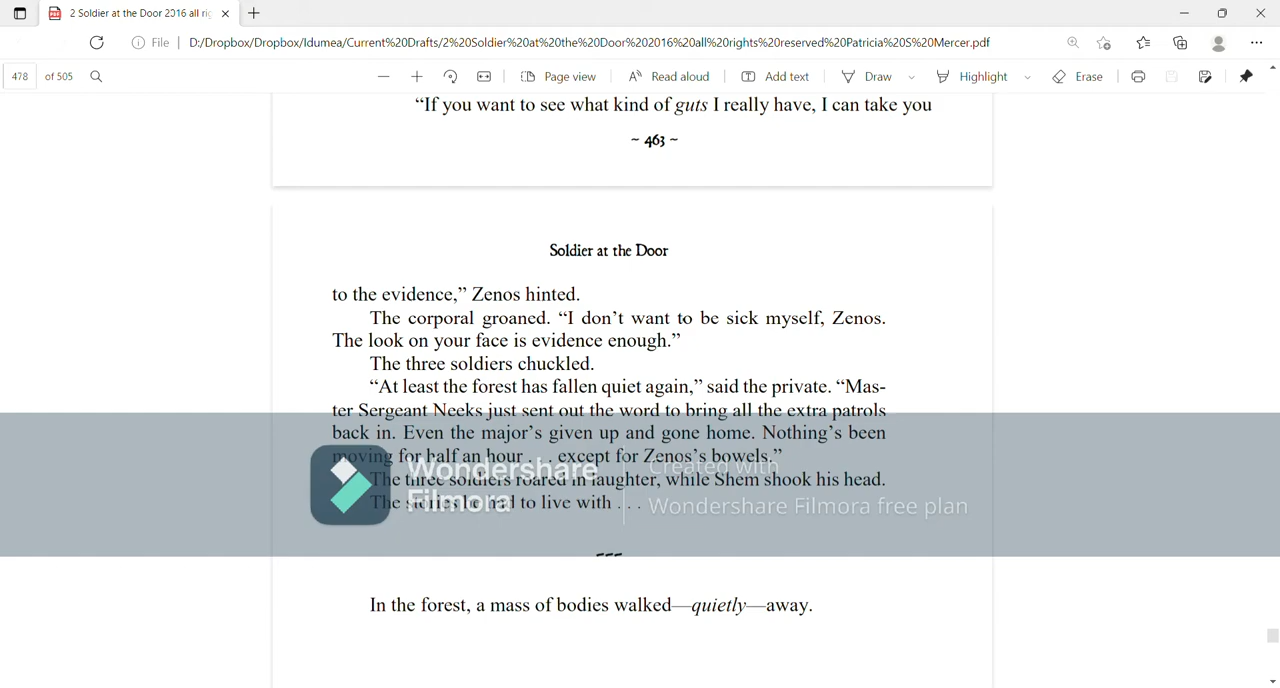 2 Soldier at the Door 2016 all ri
File
D:/Dropbox/Dropbox/Idumea/Current%20Drafts/2%20Soldier%20at%20the%20Door%202016%20all%20rights%20reserved%20Patricia%20S%20Mercer.pdf
478 of 505
Page view
Read aloud
Add text
Draw
Highlight
Erase
“If you want to see what kind of guts I really have, I can take you
~ 463 ~
Soldier at the Door
to the evidence,” Zenos hinted.
The corporal groaned. “I don’t want to be sick myself, Zenos.
The look on your face is evidence enough.”
The three soldiers chuckled.
“At least the forest has fallen quiet again,” said the private. “Mas-
ter Sergeant Neeks just sent out the word to bring all the extra patrols
back in. Even the major’s given up and gone home. Nothing’s been
moving for half an hour . . . except for Zenos’s bowels.”
The three soldiers roared in laughter, while Shem shook his head.
The stories he had to live with . . .
Wondershare
Filmora
Created with
Wondershare Filmora free plan
In the forest, a mass of bodies walked—quietly—away.